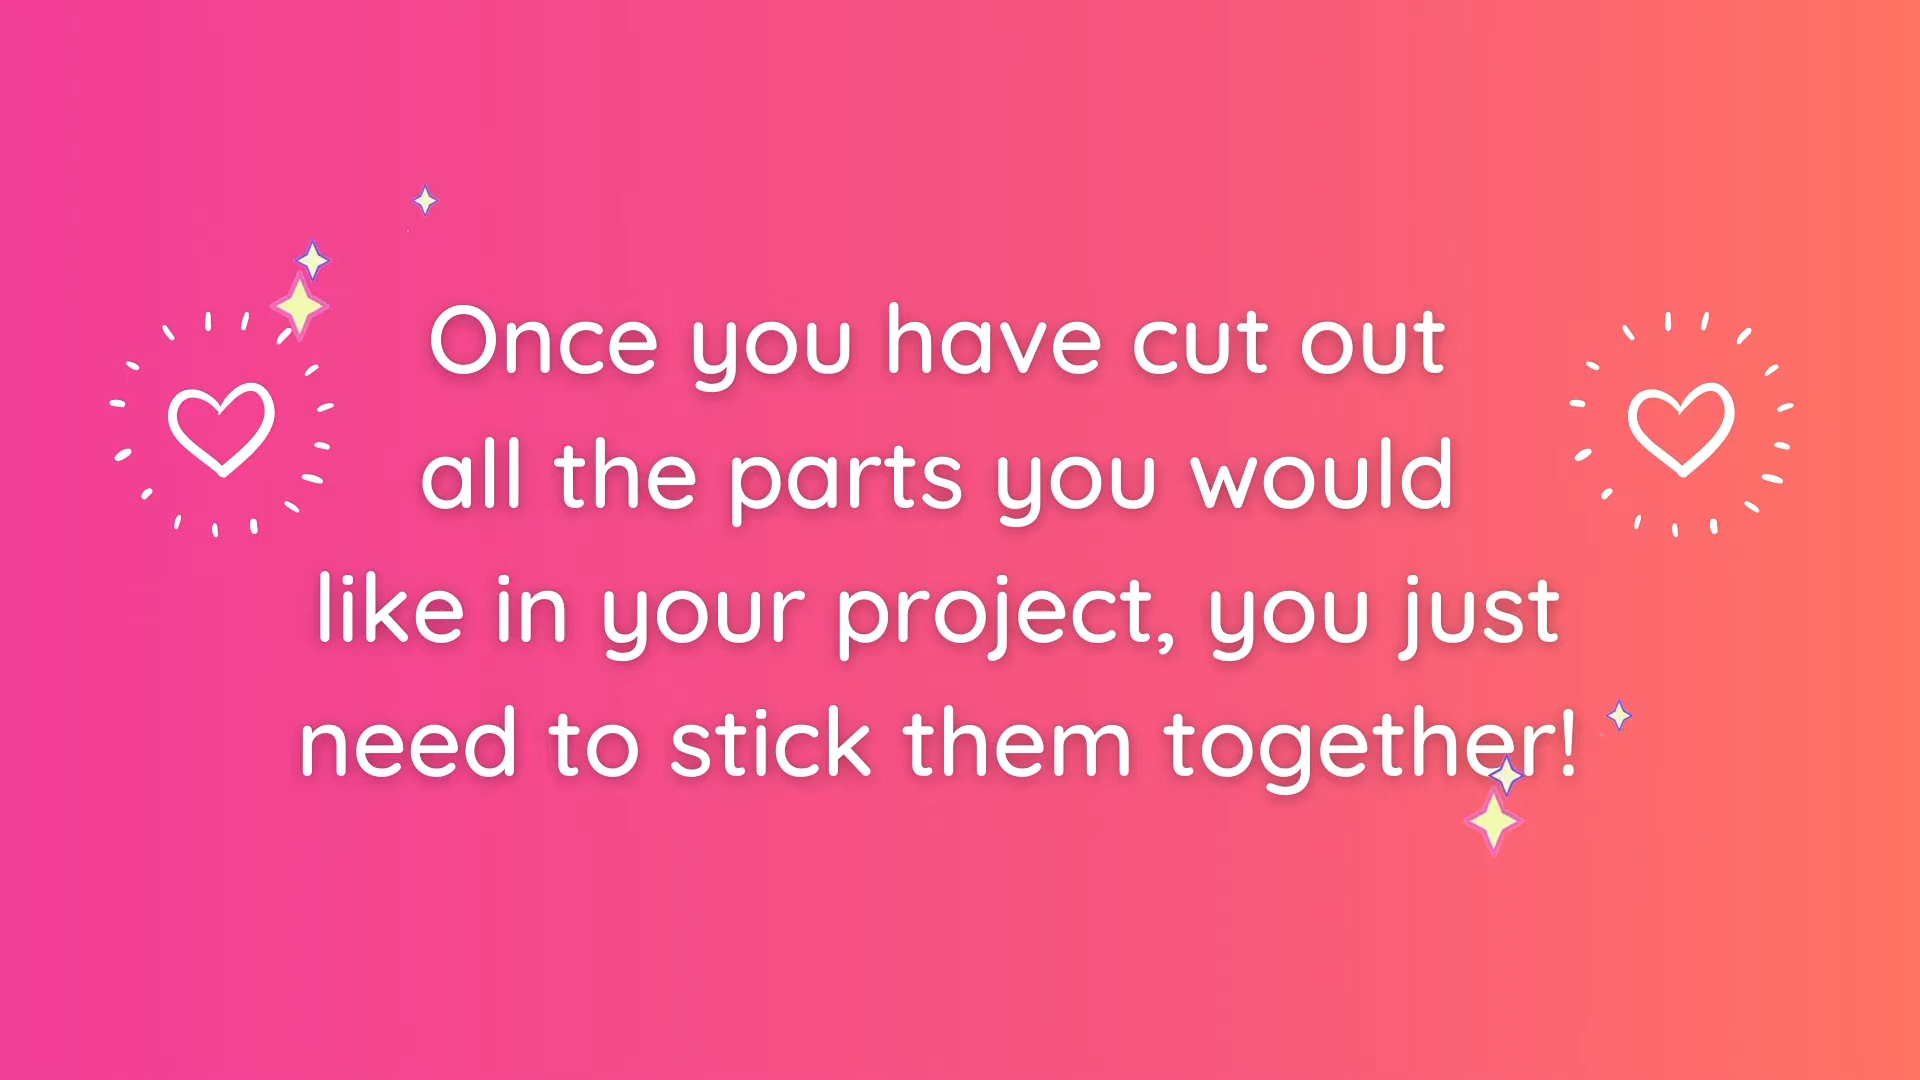 Once you have cut out
all the parts you would
like in your project, you just
need to stick them together!